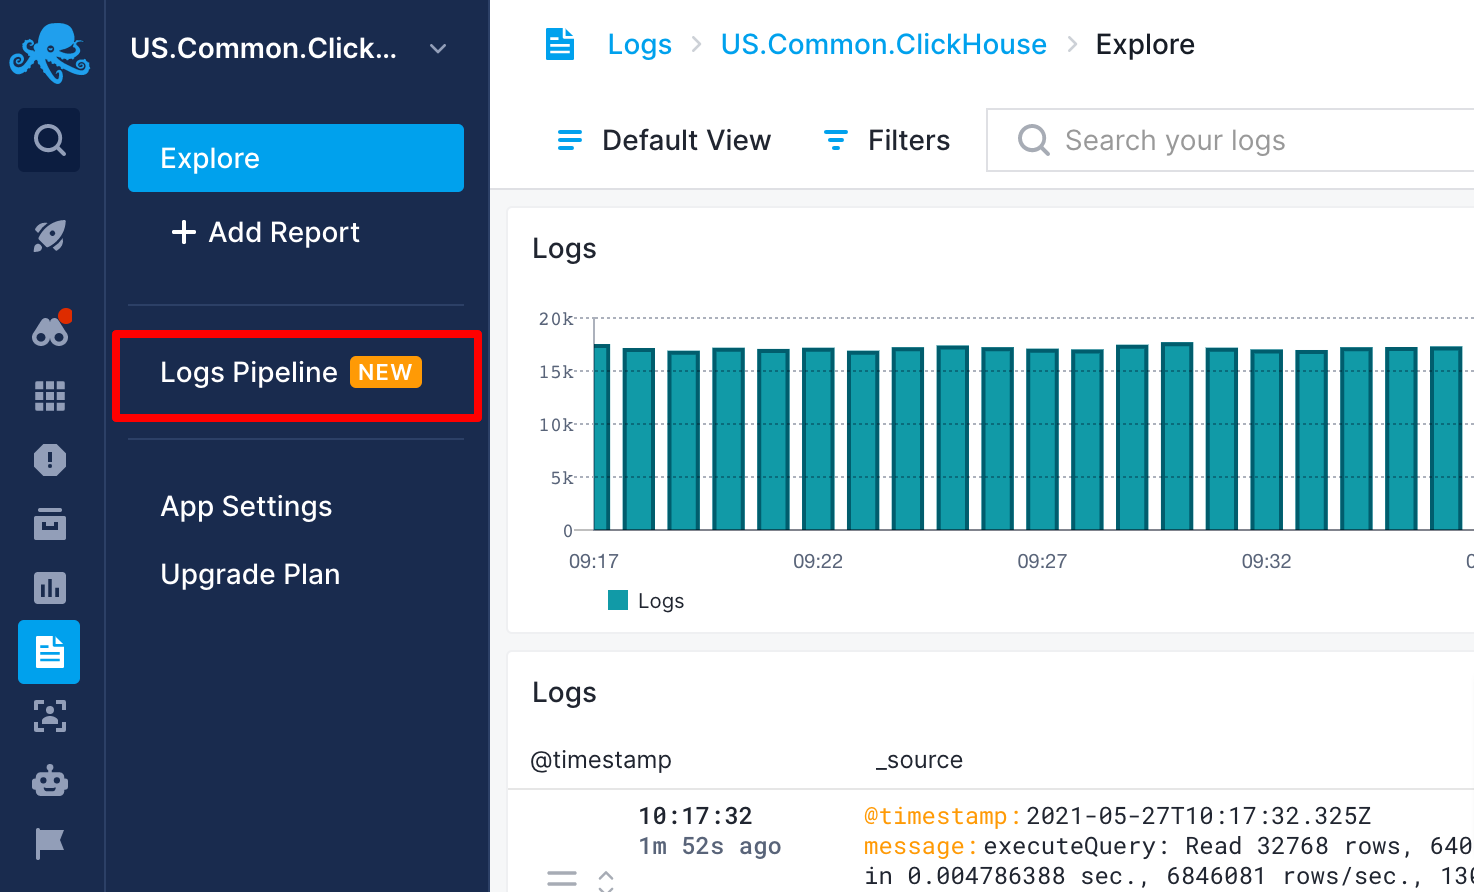 US.Common.Click...
Explore
+ Add Report
Logs Pipeline NEW
App Settings
Upgrade Plan
Logs > US.Common.ClickHouse > Explore
Default View
Filters
Search your logs
Logs
20k
15k
10k
5k
0
09:17 09:22 09:27 09:32
Logs
Logs
@timestamp _source
10:17:32
1m 52s ago
@timestamp:2021-05-27T10:17:32.325Z
message:executeQuery: Read 32768 rows, 640
in 0.004786388 sec., 6846081 rows/sec., 130